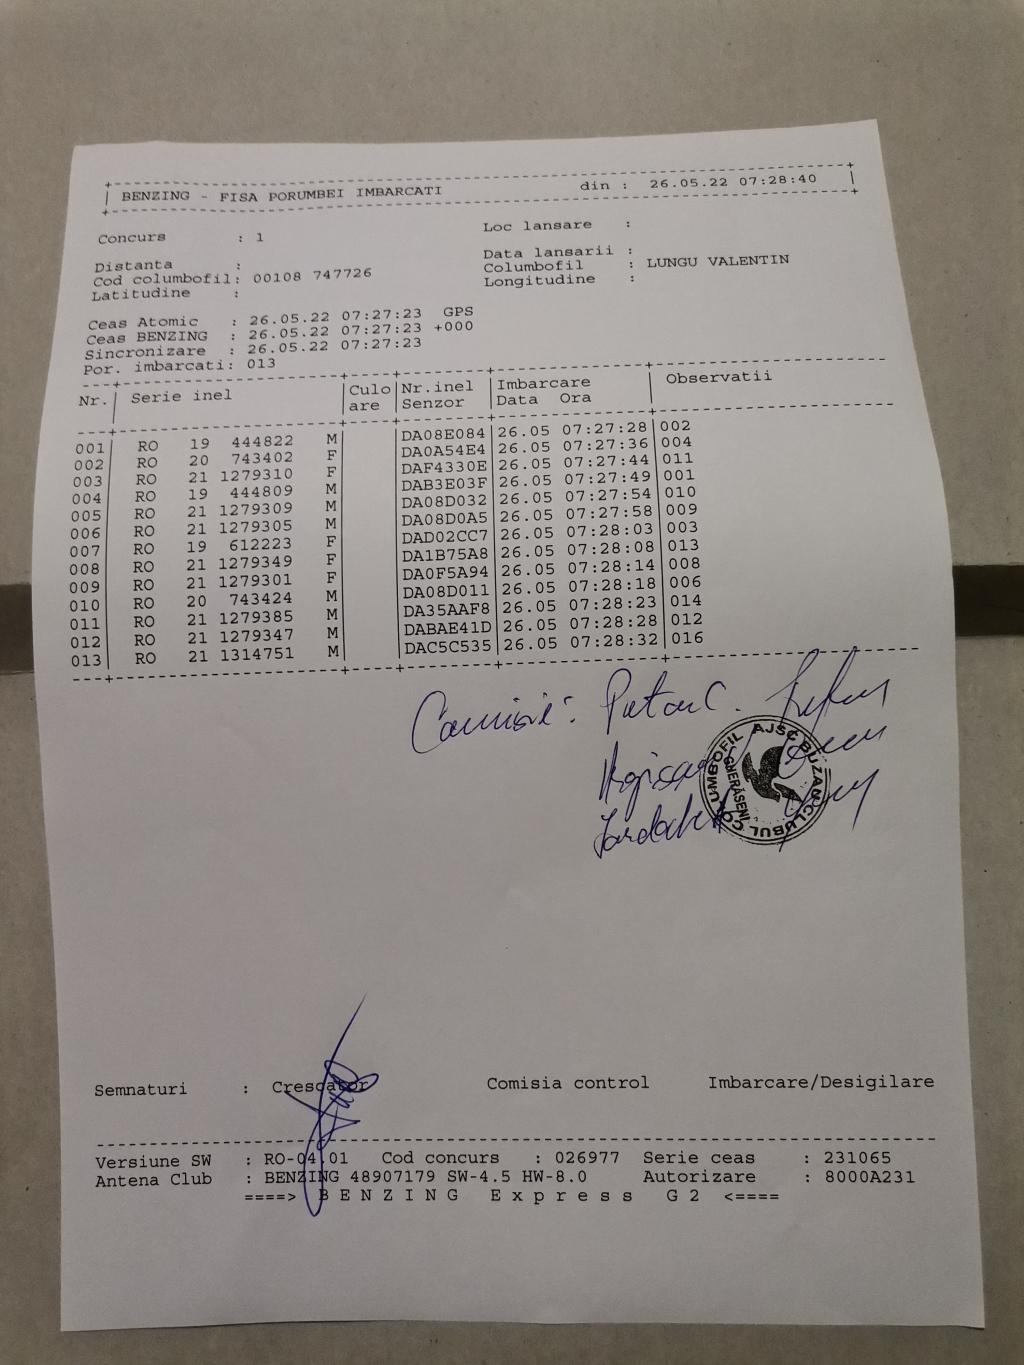 BENZING - FISA PORUMBEI IMBARCATI din : 26.05.22 07:28:40
Concurs : 1 Loc lansare :
Distanta : Data lansarii :
Cod columbofil: 00108 747726 Columbofil : LUNGU VALENTIN
Latitudine : Longitudine :
Ceas Atomic : 26.05.22 07:27:23 GPS
Ceas BENZING : 26.05.22 07:27:23 +000
Sincronizare : 26.05.22 07:27:23
Por. imbarcati: 013
Nr. Serie inel Culo Nr.inel Imbarcare Observatii
are Senzor Data Ora
001 RO 19 444822 M DA08E084 26.05 07:27:28 002
002 RO 20 743402 F DA0A54E4 26.05 07:27:36 004
003 RO 21 1279310 F DAF4330E 26.05 07:27:44 011
004 RO 19 444809 M DAB3E03F 26.05 07:27:49 001
005 RO 21 1279309 M DA08D032 26.05 07:27:54 010
006 RO 21 1279305 M DA08D0A5 26.05 07:27:58 009
007 RO 19 612223 F DAD02CC7 26.05 07:28:03 003
008 RO 21 1279349 F DA1B75A8 26.05 07:28:08 013
009 RO 21 1279301 F DA0F5A94 26.05 07:28:14 008
010 RO 20 743424 M DA08D011 26.05 07:28:18 006
011 RO 21 1279385 M DA35AAF8 26.05 07:28:23 014
012 RO 21 1279347 M DABAE41D 26.05 07:28:28 012
013 RO 21 1314751 M DAC5C535 26.05 07:28:32 016
Comisie:
CLUBUL COLUMBOFIL AJSC BUZAU
GHERĂSENI
Semnaturi : Crescator Comisia control Imbarcare/Desigilare
Versiune SW : RO-04.01 Cod concurs : 026977 Serie ceas : 231065
Antena Club : BENZING 48907179 SW-4.5 HW-8.0 Autorizare : 8000A231
====> BENZING Express G2 <====